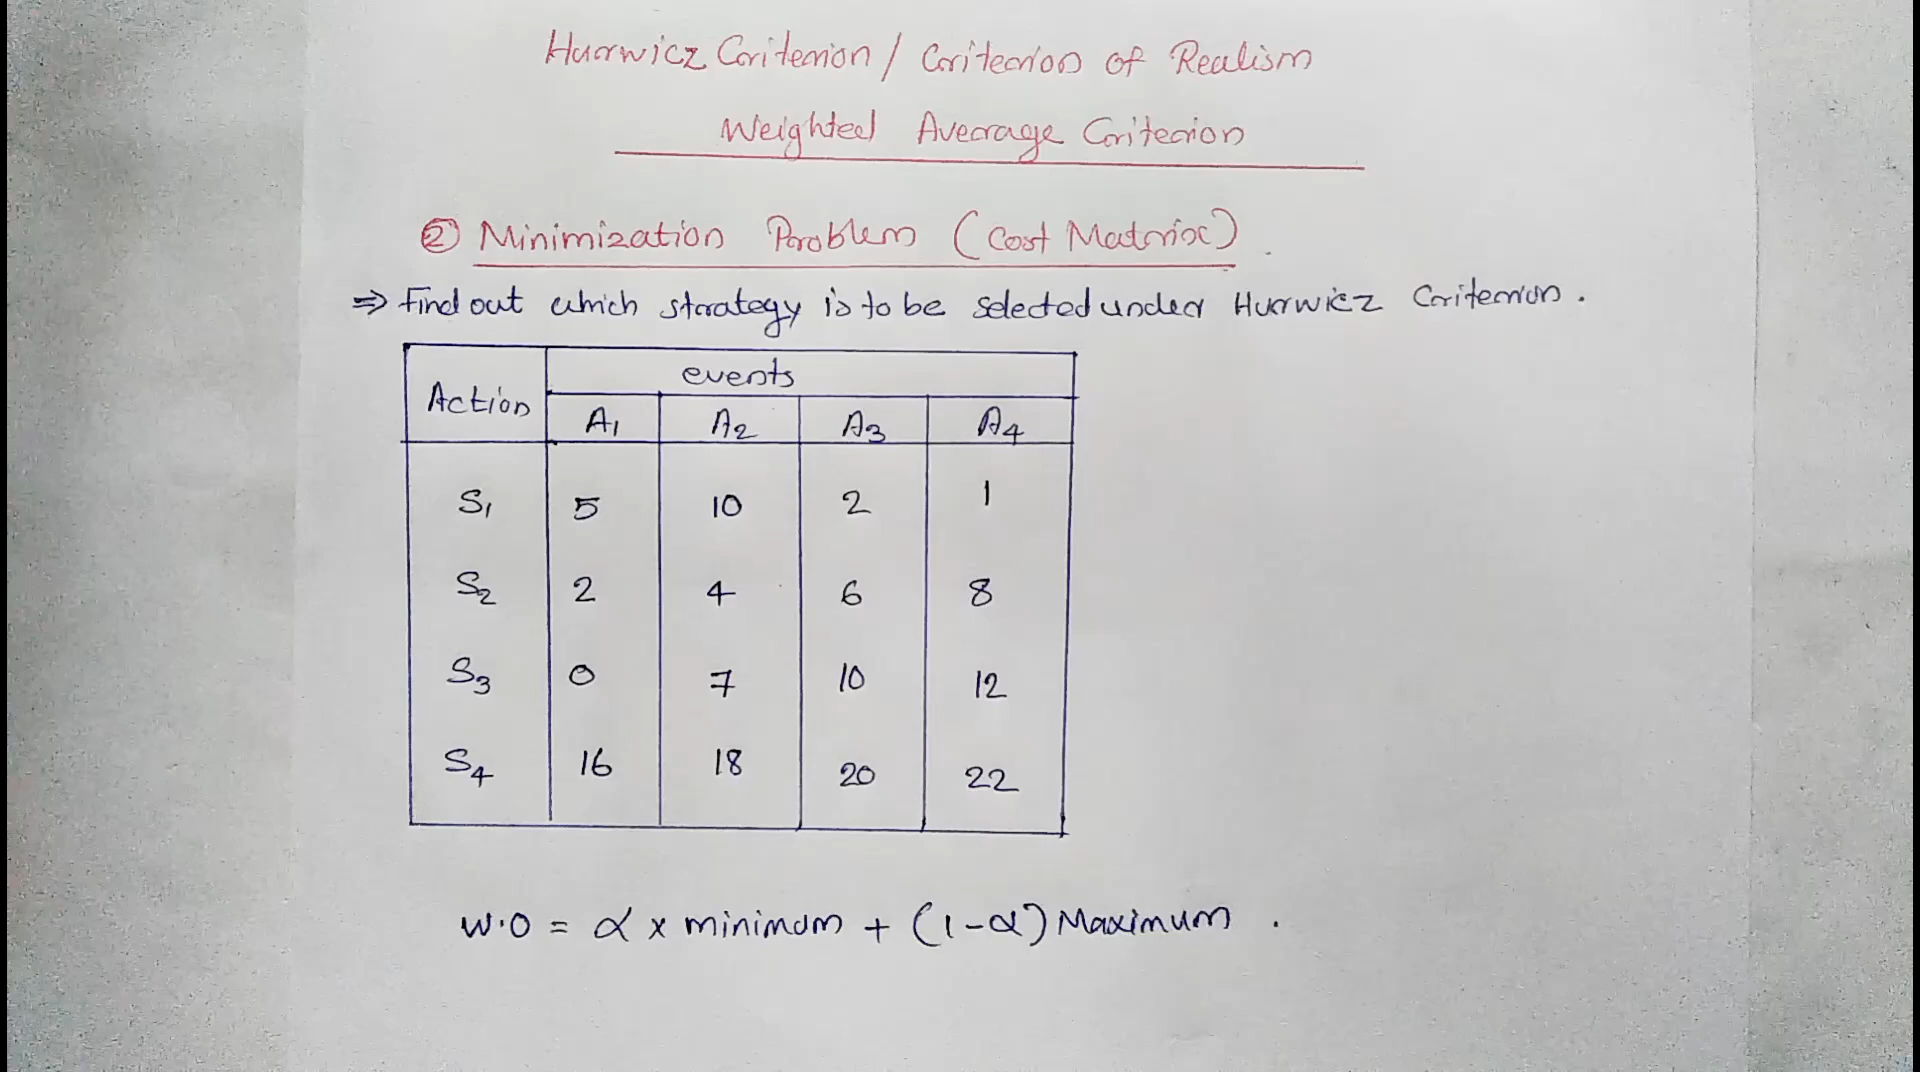 Hurwicz Criterion / Criterion of Realism
Weighted Average Criterion
② Minimization Problem (Cost Matrix)
⇒ Find out which strategy is to be selected under Hurwicz Criterion.
Action events
A1 A2 A3 A4
S1 5 10 2 1
S2 2 4 6 8
S3 0 7 10 12
S4 16 18 20 22
W.O = α x minimum + (1-α) Maximum .